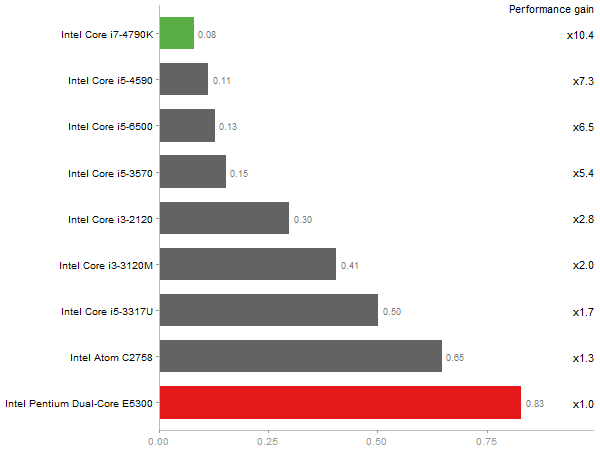 Performance gain
Intel Core i7-4790K 0.08 x10.4
Intel Core i5-4590 0.11 x7.3
Intel Core i5-6500 0.13 x6.5
Intel Core i5-3570 0.15 x5.4
Intel Core i3-2120 0.30 x2.8
Intel Core i3-3120M 0.41 x2.0
Intel Core i5-3317U 0.50 x1.7
Intel Atom C2758 0.65 x1.3
Intel Pentium Dual-Core E5300 0.83 x1.0
0.00 0.25 0.50 0.75